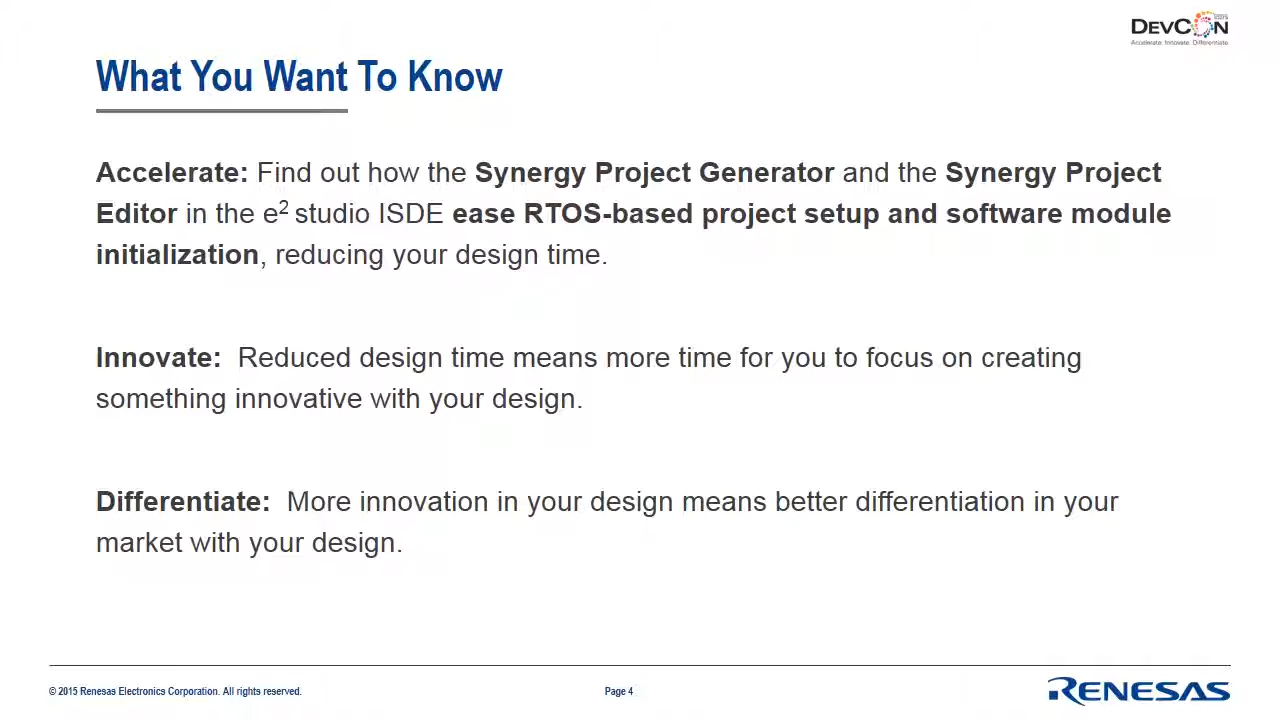 DevCon
Accelerate. Innovate. Differentiate.
What You Want To Know
Accelerate: Find out how the Synergy Project Generator and the Synergy Project
Editor in the e² studio ISDE ease RTOS-based project setup and software module
initialization, reducing your design time.
Innovate:  Reduced design time means more time for you to focus on creating
something innovative with your design.
Differentiate:  More innovation in your design means better differentiation in your
market with your design.
© 2015 Renesas Electronics Corporation. All rights reserved.
Page 4
RENESAS